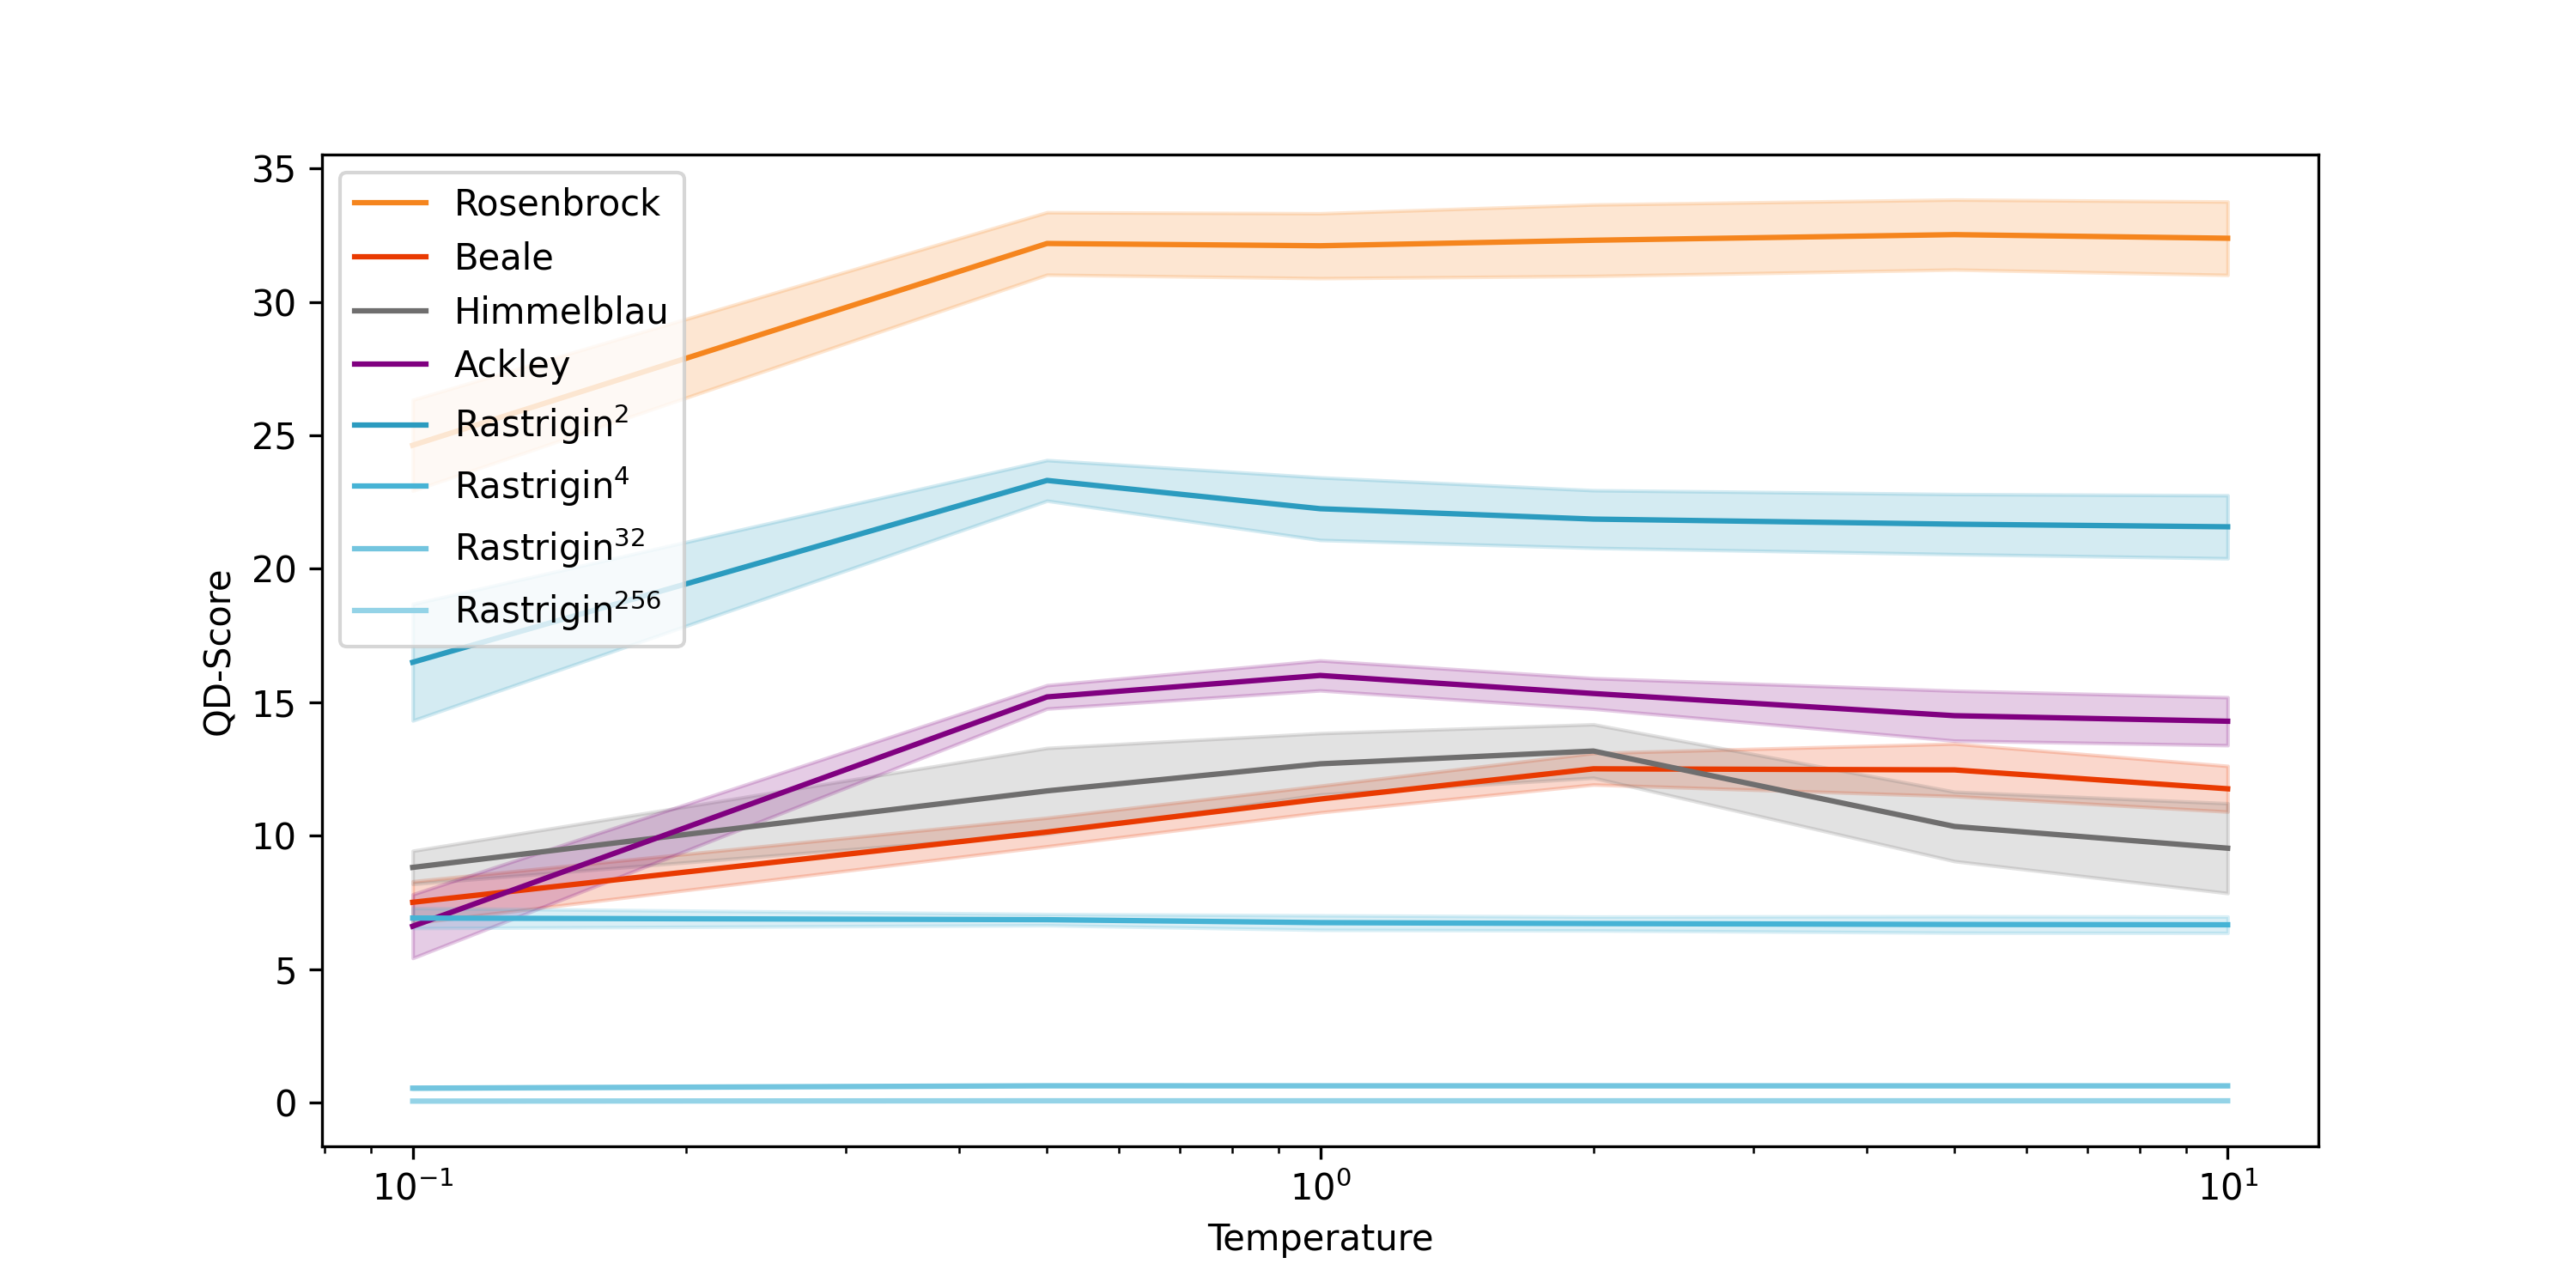 35
30
25
20
15
10
5
0
QD-Score
Rosenbrock
Beale
Himmelblau
Ackley
Rastrigin²
Rastrigin⁴
Rastrigin³²
Rastrigin²⁵⁶
10⁻¹ 10⁰ 10¹
Temperature